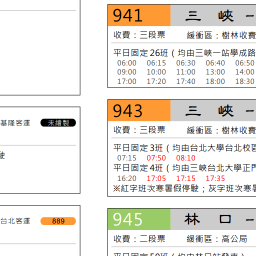 基隆客運 未繪製
駛
台北客運 889
941 三 峽 -
收費：三段票 緩衝區：樹林收費
平日固定26班 ( 均由三峽一站學成路
06:00 06:15 06:30 06:40 06:50
09:00 10:00 11:00 13:00 14:00
17:00 17:20 17:40 18:00 18:30
943 三 峽 -
收費：三段票 緩衝區：樹林收費
平日固定3班 ( 均由台北大學台北校區
07:15 07:50 08:10
平日固定4班 ( 均由三峽台北大學正門
16:20 17:05 17:15 17:35
※紅字班次寒暑假停駛；灰字班次寒
945 林 口 -
收費：二段票 緩衝區：高公局